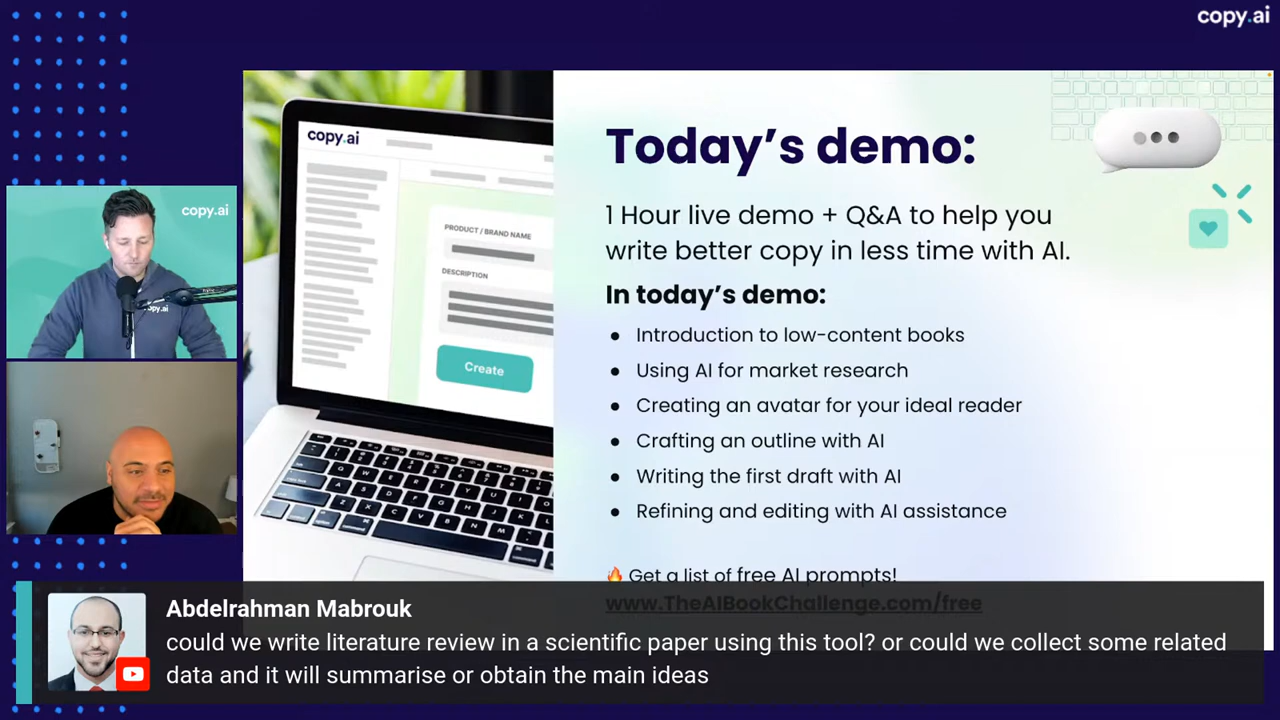 copy.ai
copy.ai
PRODUCT / BRAND NAME
DESCRIPTION
Create
Today's demo:
1 Hour live demo + Q&A to help you
write better copy in less time with AI.
In today's demo:
● Introduction to low-content books
● Using AI for market research
● Creating an avatar for your ideal reader
● Crafting an outline with AI
● Writing the first draft with AI
● Refining and editing with AI assistance
🔥 Get a list of free AI prompts!
www.TheAIBookChallenge.com/free
copy.ai
Abdelrahman Mabrouk
could we write literature review in a scientific paper using this tool? or could we collect some related
data and it will summarise or obtain the main ideas